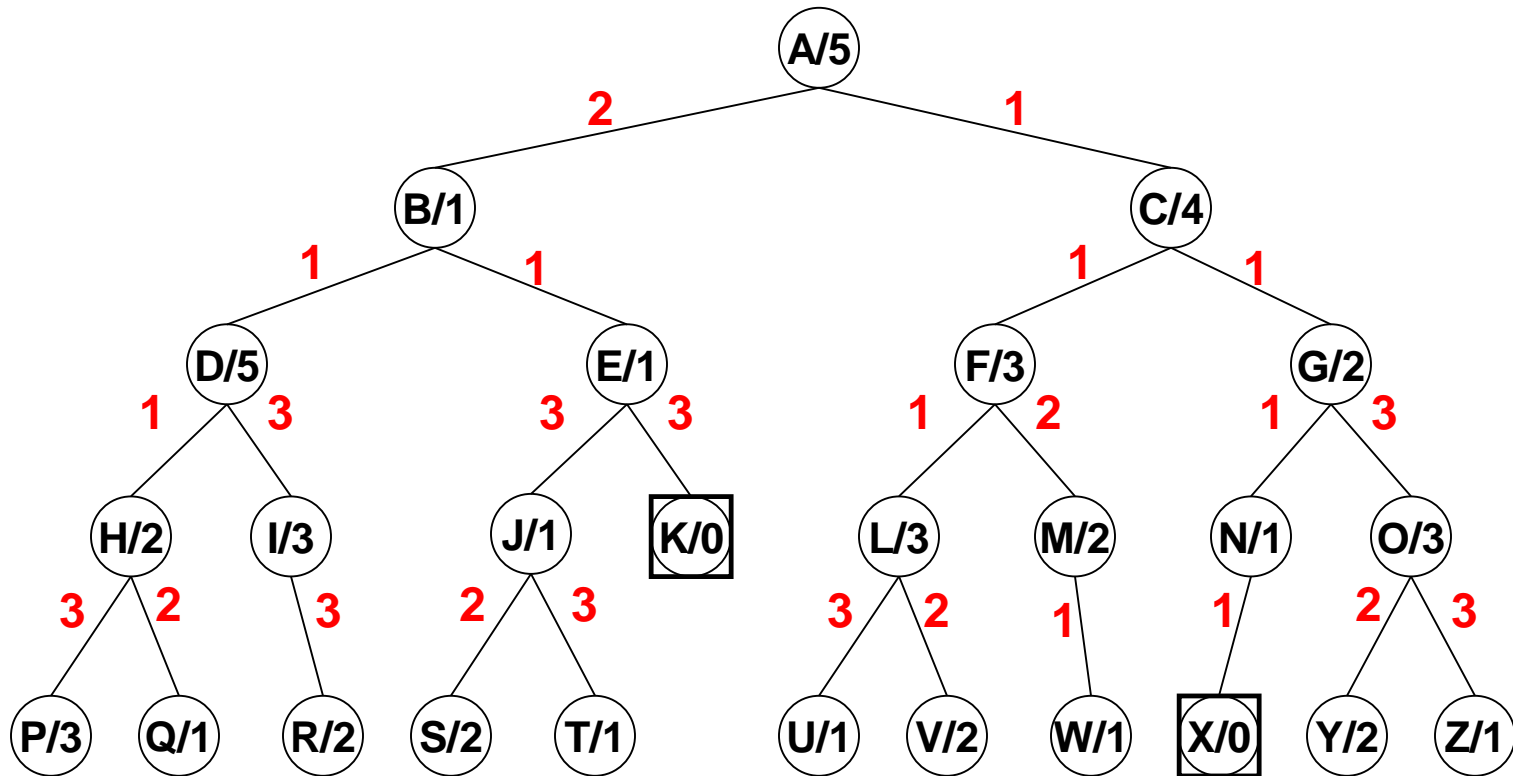 A/5
2 1
B/1 C/4
1 1 1 1
D/5 E/1 F/3 G/2
1 3 3 3 1 2 1 3
H/2 I/3 J/1 K/0 L/3 M/2 N/1 O/3
3 2 3 2 3 3 2 1 1 2 3
P/3 Q/1 R/2 S/2 T/1 U/1 V/2 W/1 X/0 Y/2 Z/1